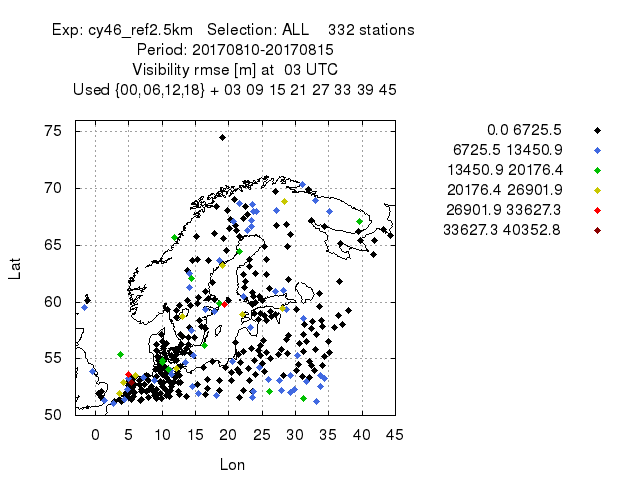 Exp: cy46_ref2.5km   Selection: ALL    332 stations
Period: 20170810-20170815
Visibility rmse [m] at  03 UTC
Used {00,06,12,18} + 03 09 15 21 27 33 39 45
0.0 6725.5
6725.5 13450.9
13450.9 20176.4
20176.4 26901.9
26901.9 33627.3
33627.3 40352.8
75
70
65
60
55
50
Lat
0 5 10 15 20 25 30 35 40 45
Lon